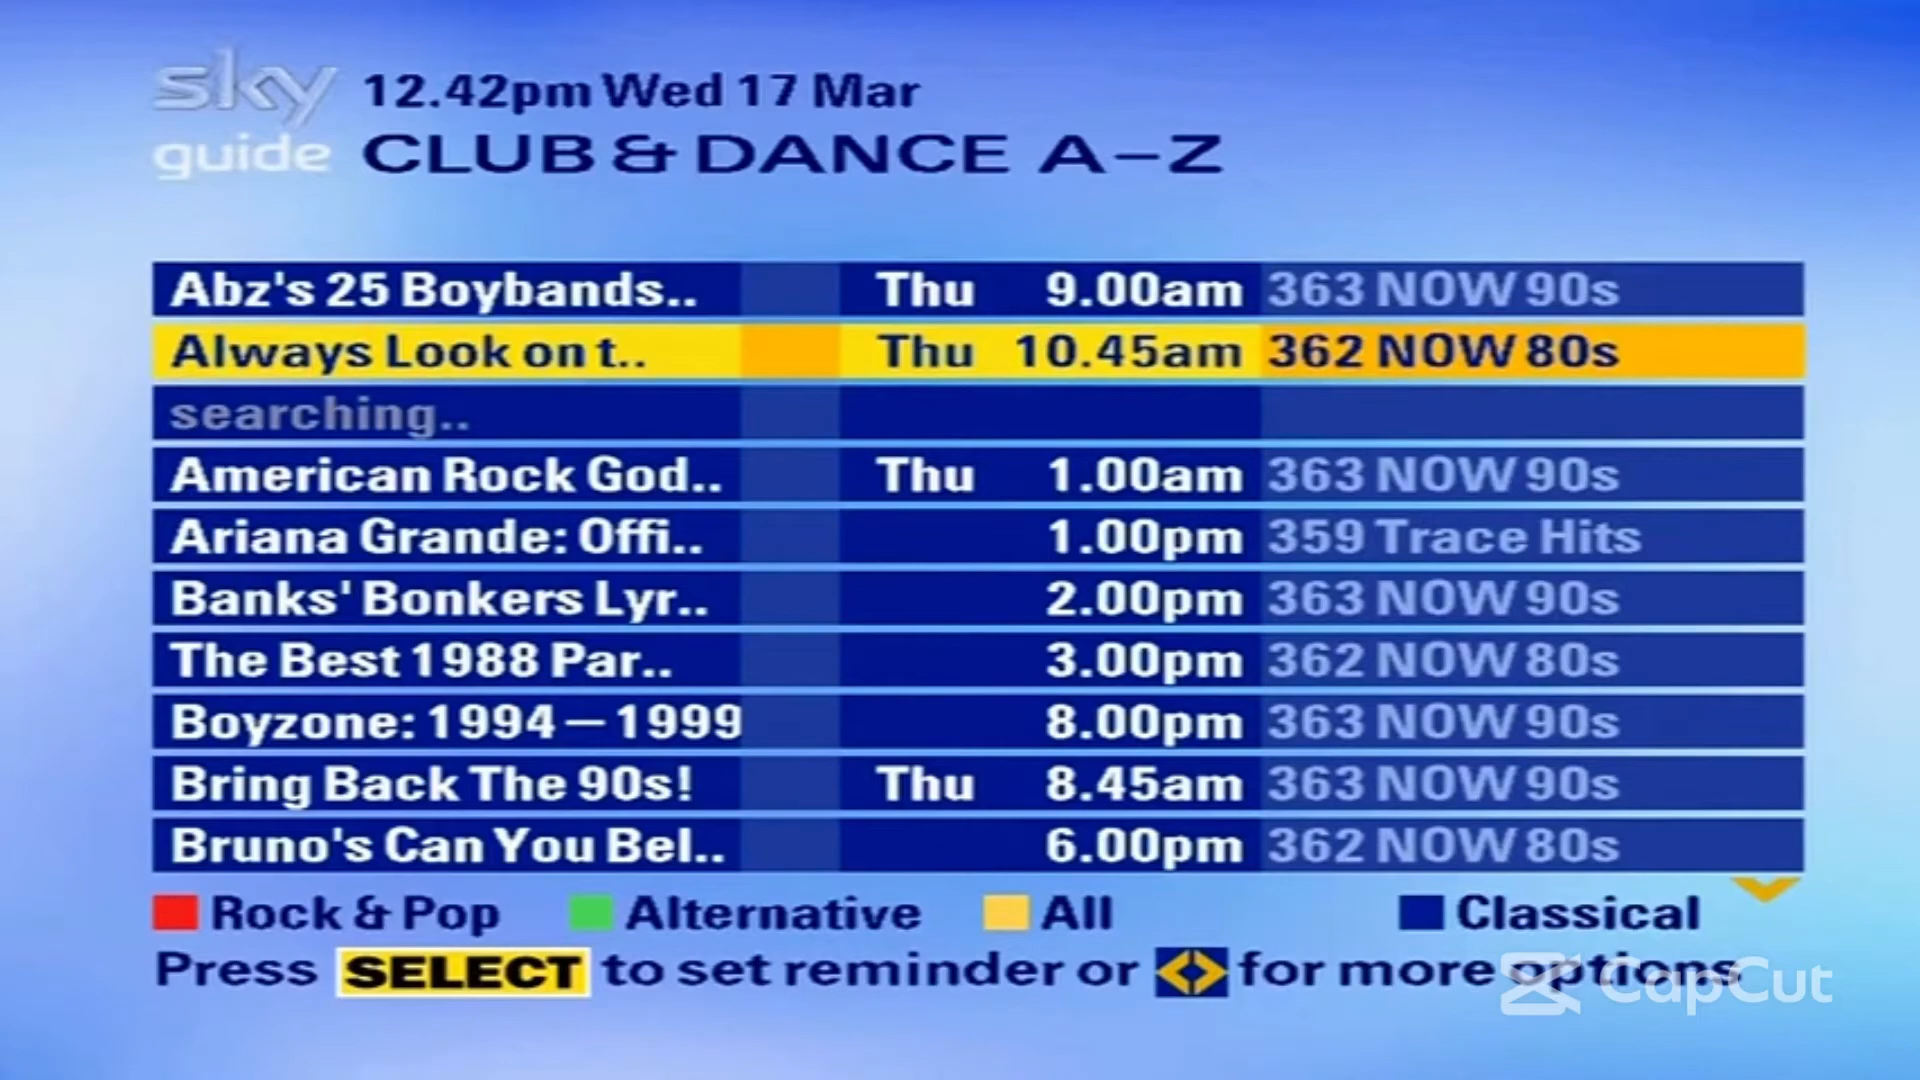 sky guide
12.42pm Wed 17 Mar
CLUB & DANCE A–Z
Abz's 25 Boybands.. Thu 9.00am 363 NOW 90s
Always Look on t.. Thu 10.45am 362 NOW 80s
searching..
American Rock God.. Thu 1.00am 363 NOW 90s
Ariana Grande: Offi.. 1.00pm 359 Trace Hits
Banks' Bonkers Lyr.. 2.00pm 363 NOW 90s
The Best 1988 Par.. 3.00pm 362 NOW 80s
Boyzone: 1994 – 1999 8.00pm 363 NOW 90s
Bring Back The 90s! Thu 8.45am 363 NOW 90s
Bruno's Can You Bel.. 6.00pm 362 NOW 80s
Rock & Pop Alternative All Classical
Press SELECT to set reminder or for more options
CapCut